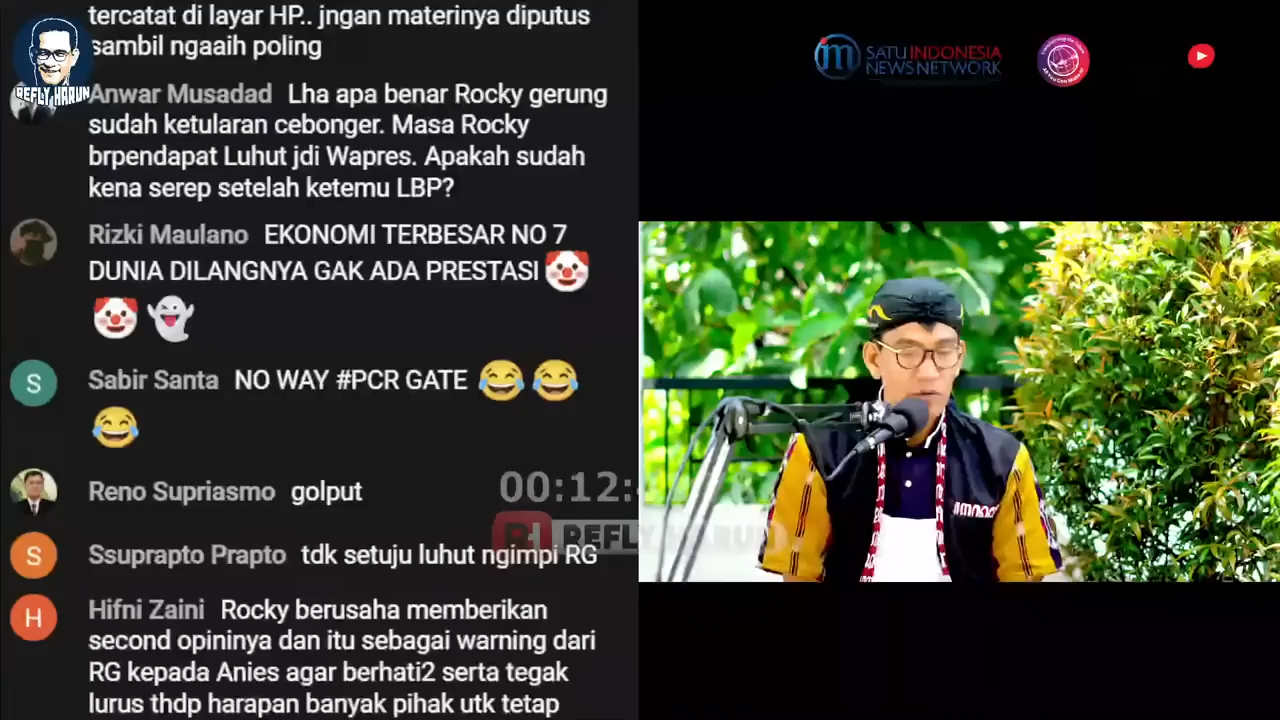 tercatat di layar HP.. jngan materinya diputus
sambil ngaaih poling
REFLY HARUN
Anwar Musadad Lha apa benar Rocky gerung
sudah ketularan cebonger. Masa Rocky
brpendapat Luhut jdi Wapres. Apakah sudah
kena serep setelah ketemu LBP?
Rizki Maulano EKONOMI TERBESAR NO 7
DUNIA DILANGNYA GAK ADA PRESTASI
S
Sabir Santa NO WAY #PCR GATE
Reno Supriasmo golput
S
Ssuprapto Prapto tdk setuju luhut ngimpi RG
H
Hifni Zaini Rocky berusaha memberikan
second opininya dan itu sebagai warning dari
RG kepada Anies agar berhati2 serta tegak
lurus thdp harapan banyak pihak utk tetap
00:12:
REFLY HARUN
SATU INDONESIA
NEWS NETWORK